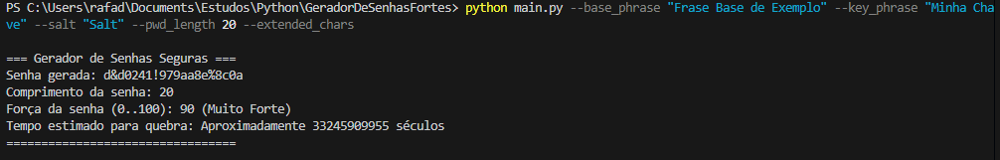 PS C:\Users\rafad\Documents\Estudos\Python\GeradorDeSenhasFortes> python main.py --base_phrase "Frase Base de Exemplo" --key_phrase "Minha Cha
ve" --salt "Salt" --pwd_length 20 --extended_chars
=== Gerador de Senhas Seguras ===
Senha gerada: d&d0241!979aa8e%8c0a
Comprimento da senha: 20
Força da senha (0..100): 90 (Muito Forte)
Tempo estimado para quebra: Aproximadamente 33245909955 séculos
=================================